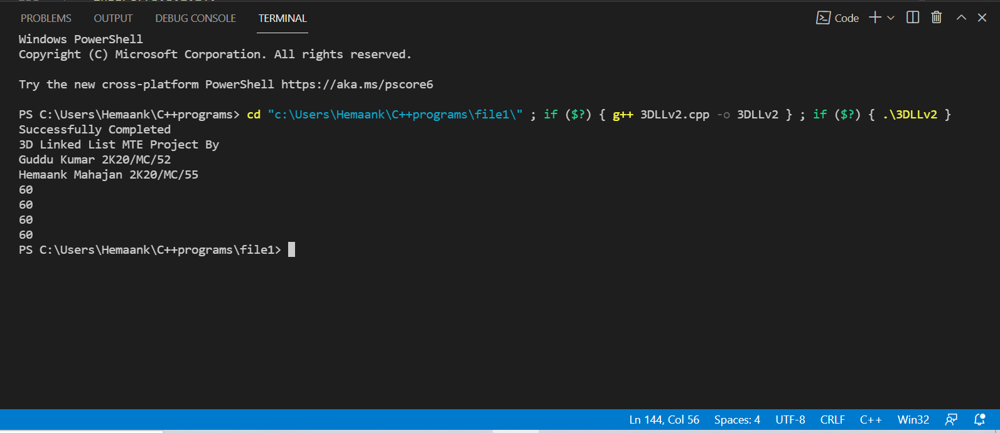 PROBLEMS OUTPUT DEBUG CONSOLE TERMINAL Code
Windows PowerShell
Copyright (C) Microsoft Corporation. All rights reserved.
Try the new cross-platform PowerShell https://aka.ms/pscore6
PS C:\Users\Hemaank\C++programs> cd "c:\Users\Hemaank\C++programs\file1\" ; if ($?) { g++ 3DLLv2.cpp -o 3DLLv2 } ; if ($?) { .\3DLLv2 }
Successfully Completed
3D Linked List MTE Project By
Guddu Kumar 2K20/MC/52
Hemaank Mahajan 2K20/MC/55
60
60
60
60
PS C:\Users\Hemaank\C++programs\file1>
Ln 144, Col 56 Spaces: 4 UTF-8 CRLF C++ Win32